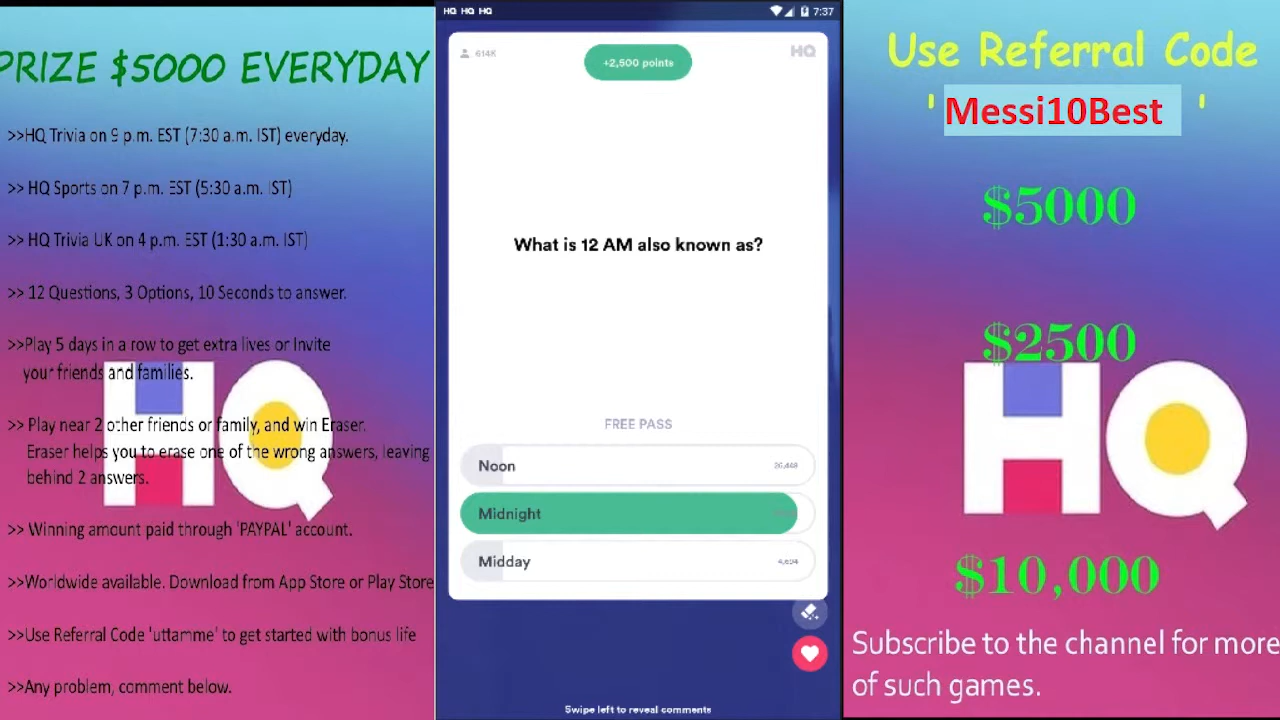 PRIZE $5000 EVERYDAY
>>HQ Trivia on 9 p.m. EST (7:30 a.m. IST) everyday.
>> HQ Sports on 7 p.m. EST (5:30 a.m. IST)
>> HQ Trivia UK on 4 p.m. EST (1:30 a.m. IST)
>> 12 Questions, 3 Options, 10 Seconds to answer.
>>Play 5 days in a row to get extra lives or Invite
your friends and families.
>> Play near 2 other friends or family, and win Eraser.
Eraser helps you to erase one of the wrong answers, leaving
behind 2 answers.
>> Winning amount paid through 'PAYPAL' account.
>>Worldwide available. Download from App Store or Play Store
>>Use Referral Code 'uttamme' to get started with bonus life
>>Any problem, comment below.
HQ
HQ HQ HQ
7:37
614K
+2,500 points
HQ
What is 12 AM also known as?
FREE PASS
Noon
Midnight
Midday
Swipe left to reveal comments
Use Referral Code
' Messi10Best '
$5000
$2500
HQ
$10,000
Subscribe to the channel for more
of such games.